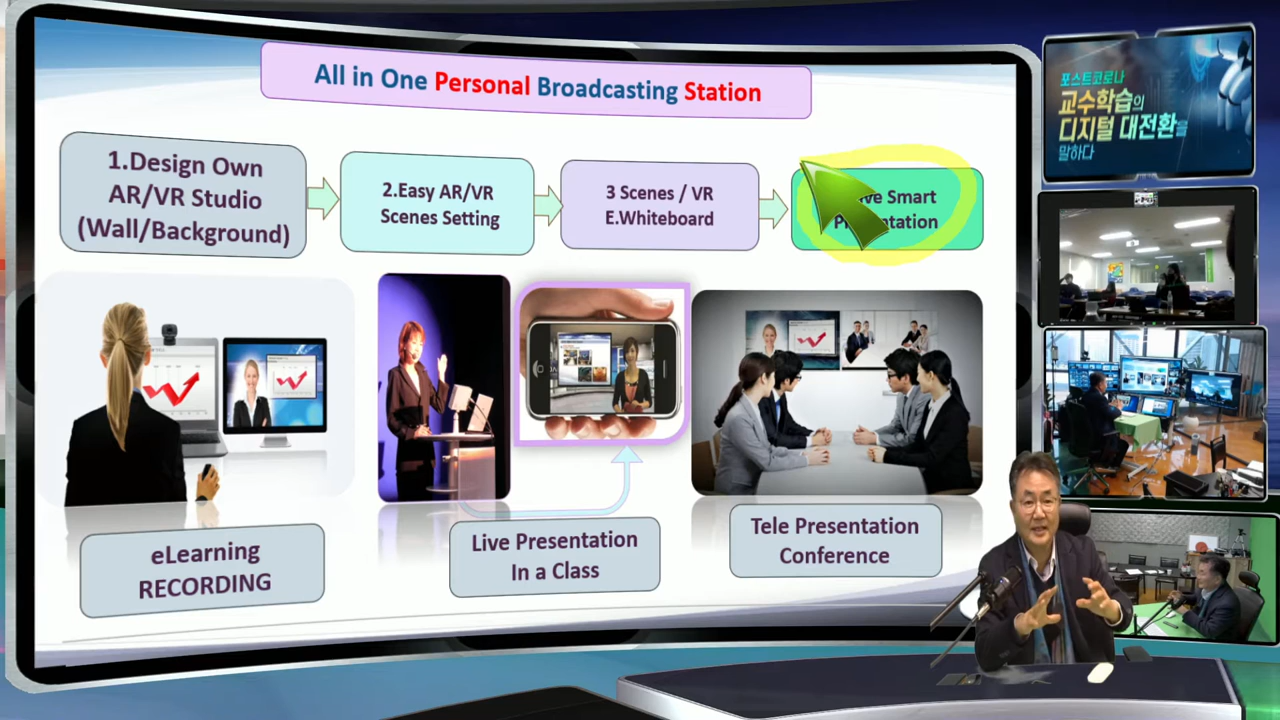 All in One Personal Broadcasting Station
1.Design Own
AR/VR Studio
(Wall/Background)
2.Easy AR/VR
Scenes Setting
3 Scenes / VR
E.Whiteboard
Smart
eLearning
RECORDING
Live Presentation
In a Class
Tele Presentation
Conference
포스트코로나
교수학습의
디지털 대전환을
말하다